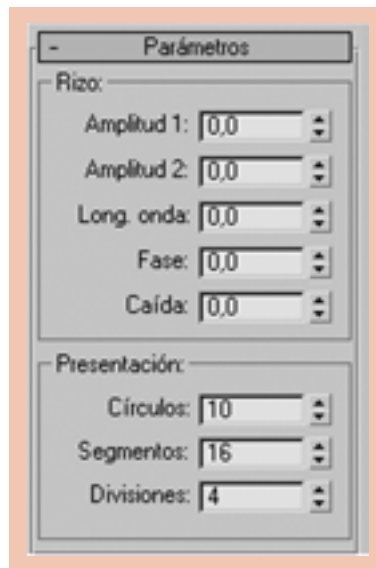 - Parámetros
Rizo:
Amplitud 1: 0,0
Amplitud 2: 0,0
Long. onda: 0,0
Fase: 0,0
Caída: 0,0
Presentación:
Círculos: 10
Segmentos: 16
Divisiones: 4